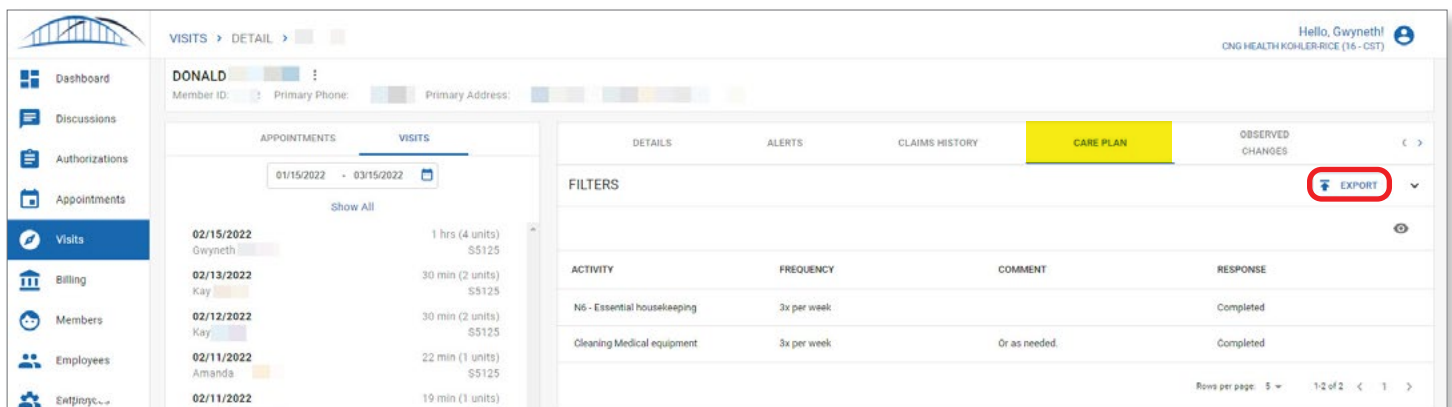 VISITS > DETAIL >
Hello, Gwyneth!
CNG HEALTH KOHLER-RICE (16 - CST)
Dashboard
Discussions
Authorizations
Appointments
Visits
Billing
Members
Employees
DONALD
Member ID: Primary Phone: Primary Address:
APPOINTMENTS VISITS
01/15/2022 - 03/15/2022
Show All
02/15/2022 1 hrs (4 units)
Gwyneth S5125
02/13/2022 30 min (2 units)
Kay S5125
02/12/2022 30 min (2 units)
Kay S5125
02/11/2022 22 min (1 units)
Amanda S5125
02/11/2022 19 min (1 units)
DETAILS ALERTS CLAIMS HISTORY CARE PLAN OBSERVED
CHANGES
FILTERS EXPORT
ACTIVITY FREQUENCY COMMENT RESPONSE
N6 - Essential housekeeping 3x per week Completed
Cleaning Medical equipment 3x per week Or as needed. Completed
Rows per page: 5 1-2 of 2 < 1 >